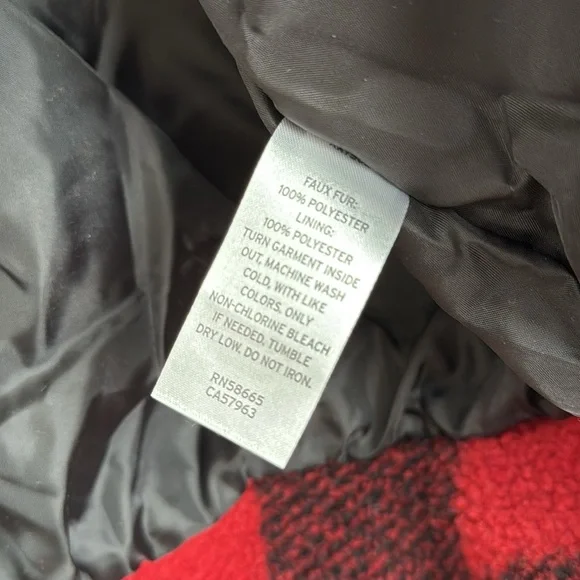 FAUX FUR:
100% POLYESTER
LINING:
100% POLYESTER
TURN GARMENT INSIDE
OUT, MACHINE WASH
COLD, WITH LIKE
COLORS. ONLY
NON-CHLORINE BLEACH
IF NEEDED. TUMBLE
DRY LOW. DO NOT IRON.
RN58665
CA57963